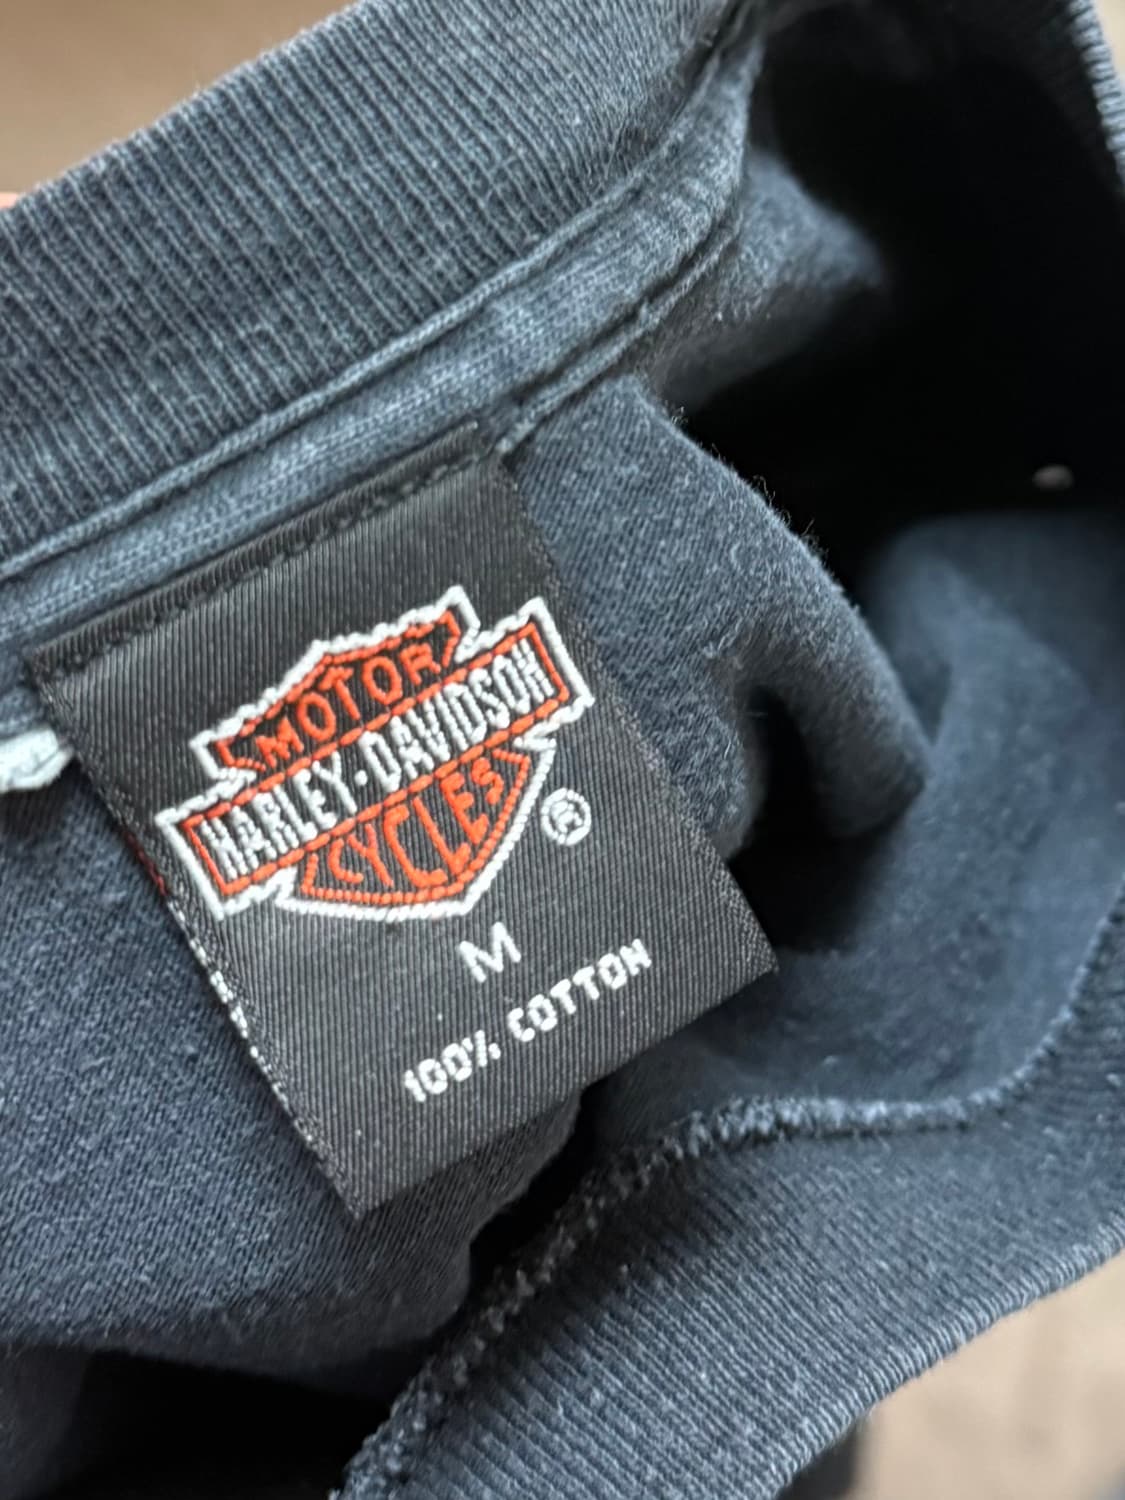 MOTOR
HARLEY-DAVIDSON
CYCLES
®
M
100% COTTON